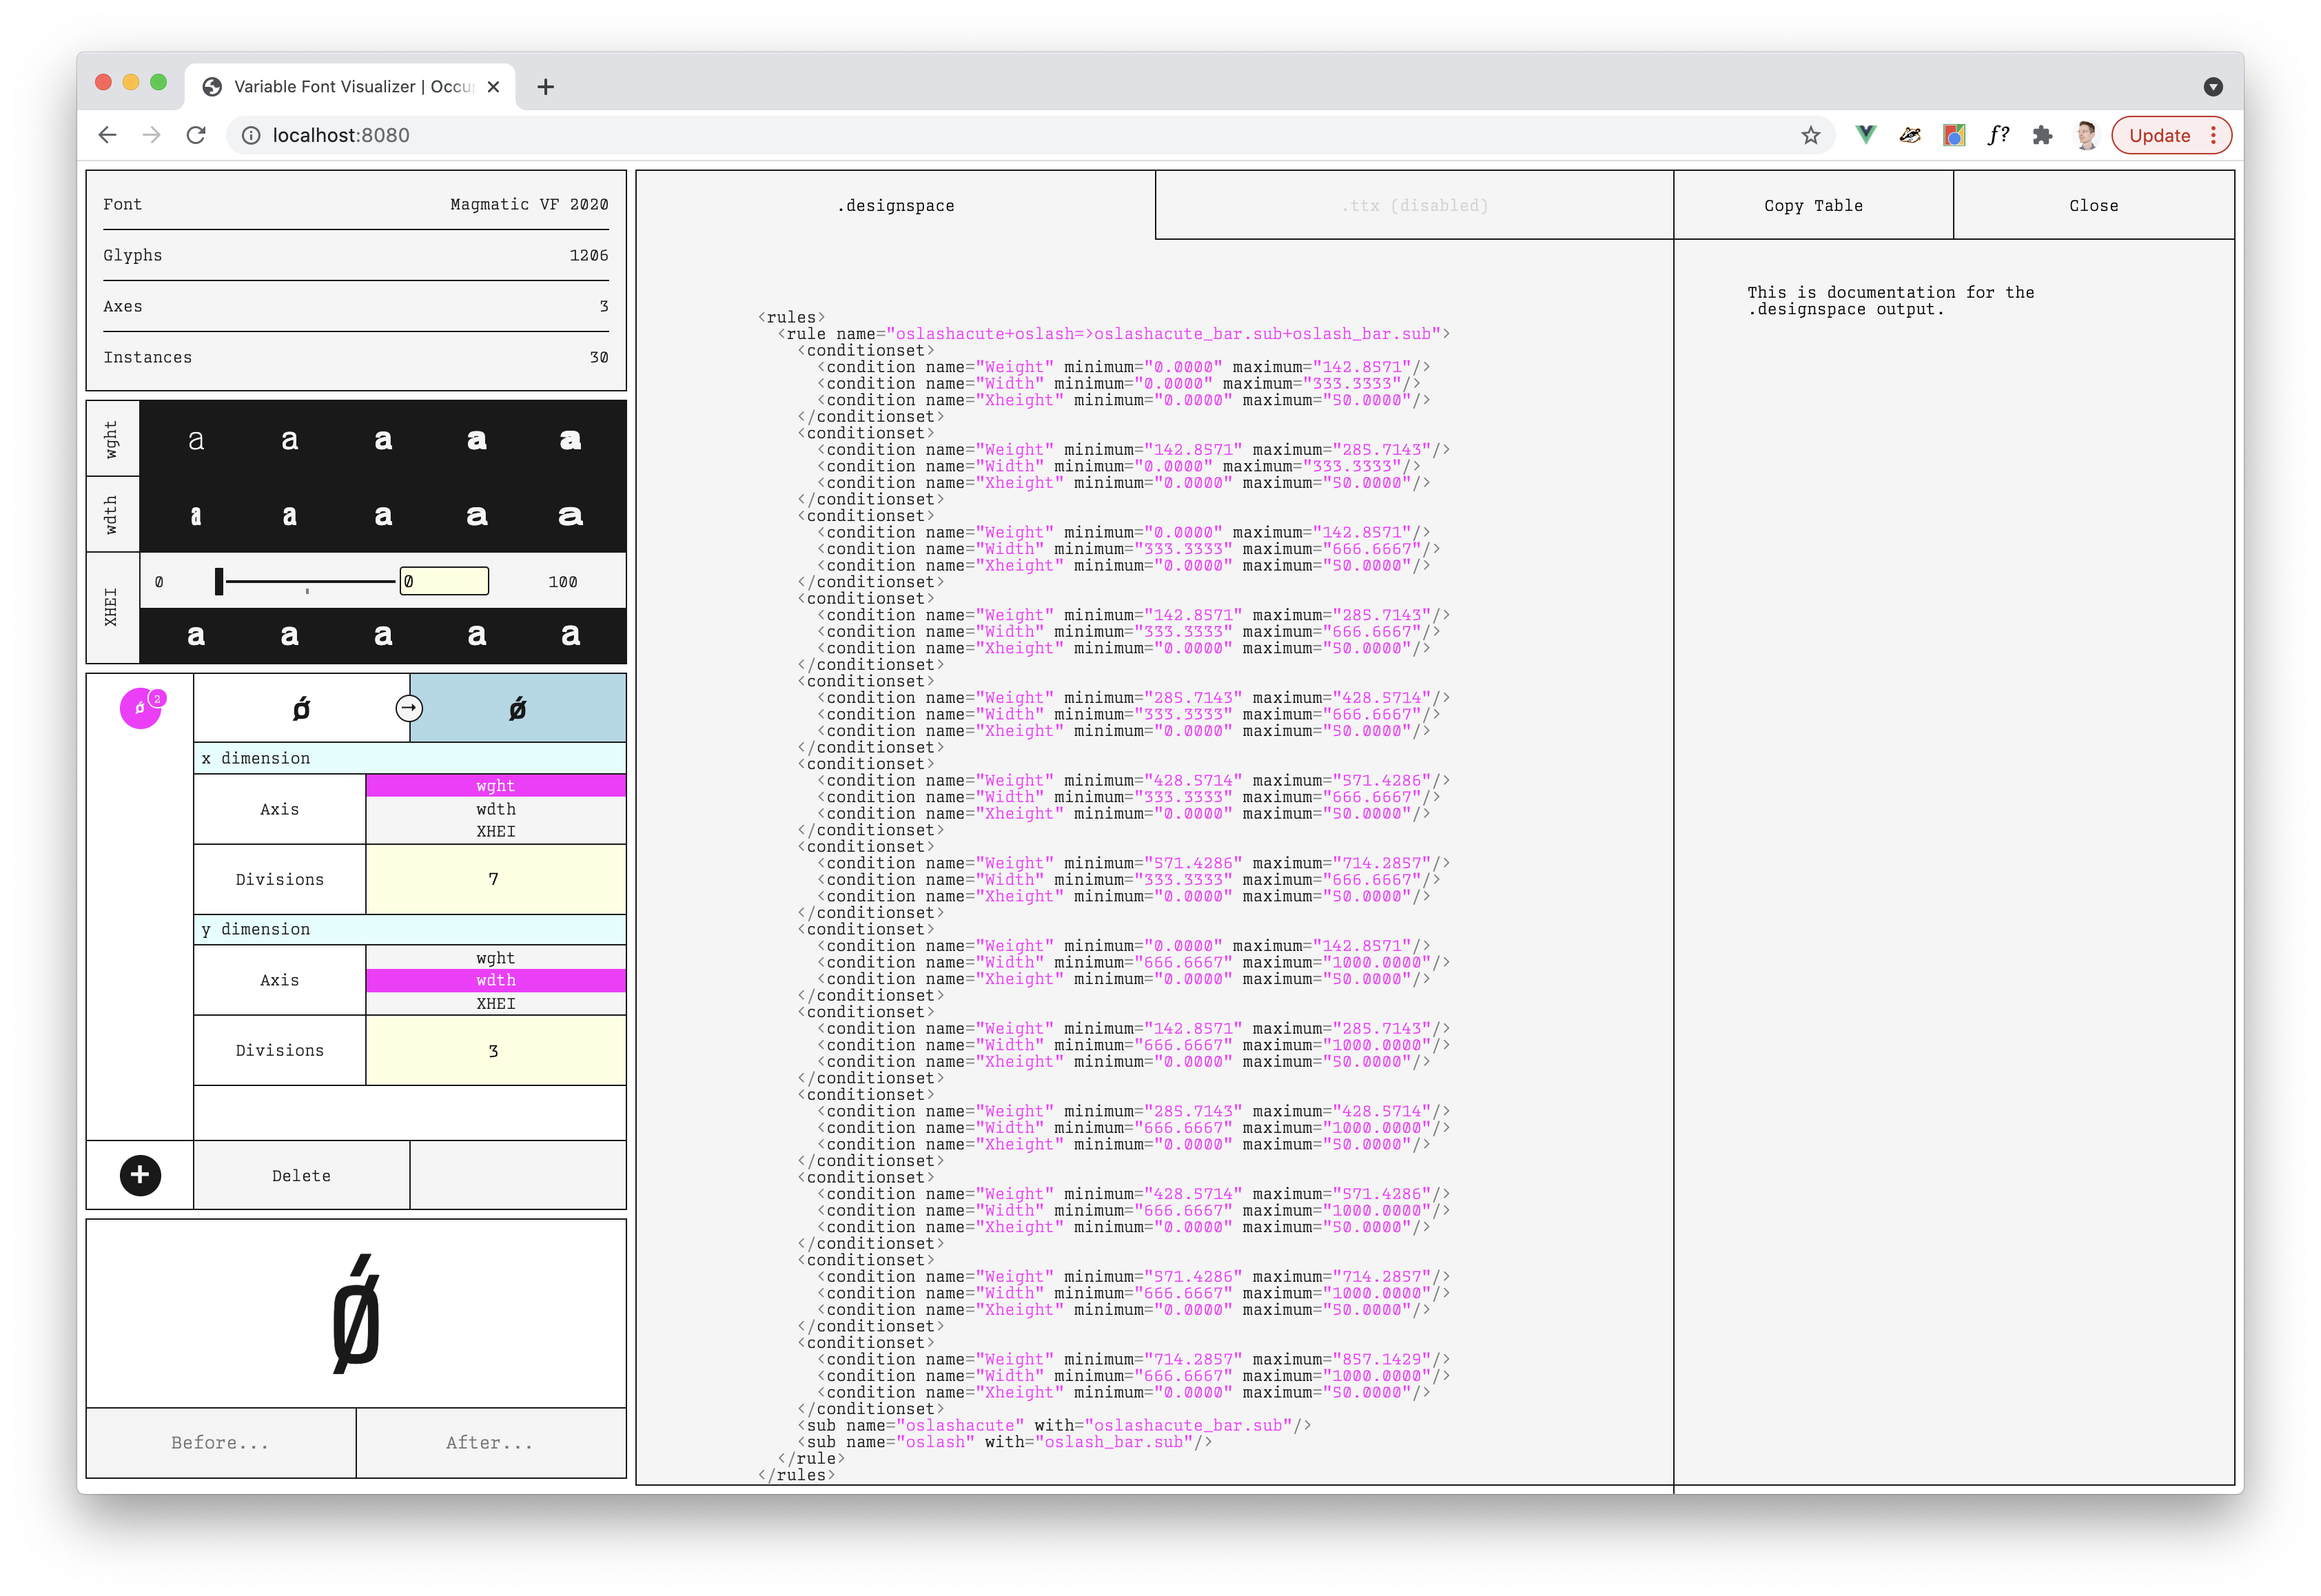 Variable Font Visualizer | Occu
localhost:8080
f?
Update
Font Magmatic VF 2020
Glyphs 1206
Axes 3
Instances 30
wght a a a a a
wdth a a a a a
XHEI
0 0 100
a a a a a
ǿ 2 ǿ → ǿ
x dimension
Axis
wght
wdth
XHEI
Divisions 7
y dimension
Axis
wght
wdth
XHEI
Divisions 3
+ Delete
ǿ
Before... After...
.designspace .ttx (disabled) Copy Table Close
<rules>
<rule name="oslashacute+oslash=>oslashacute_bar.sub+oslash_bar.sub">
<conditionset>
<condition name="Weight" minimum="0.0000" maximum="142.8571"/>
<condition name="Width" minimum="0.0000" maximum="333.3333"/>
<condition name="Xheight" minimum="0.0000" maximum="50.0000"/>
</conditionset>
<conditionset>
<condition name="Weight" minimum="142.8571" maximum="285.7143"/>
<condition name="Width" minimum="0.0000" maximum="333.3333"/>
<condition name="Xheight" minimum="0.0000" maximum="50.0000"/>
</conditionset>
<conditionset>
<condition name="Weight" minimum="0.0000" maximum="142.8571"/>
<condition name="Width" minimum="333.3333" maximum="666.6667"/>
<condition name="Xheight" minimum="0.0000" maximum="50.0000"/>
</conditionset>
<conditionset>
<condition name="Weight" minimum="142.8571" maximum="285.7143"/>
<condition name="Width" minimum="333.3333" maximum="666.6667"/>
<condition name="Xheight" minimum="0.0000" maximum="50.0000"/>
</conditionset>
<conditionset>
<condition name="Weight" minimum="285.7143" maximum="428.5714"/>
<condition name="Width" minimum="333.3333" maximum="666.6667"/>
<condition name="Xheight" minimum="0.0000" maximum="50.0000"/>
</conditionset>
<conditionset>
<condition name="Weight" minimum="428.5714" maximum="571.4286"/>
<condition name="Width" minimum="333.3333" maximum="666.6667"/>
<condition name="Xheight" minimum="0.0000" maximum="50.0000"/>
</conditionset>
<conditionset>
<condition name="Weight" minimum="571.4286" maximum="714.2857"/>
<condition name="Width" minimum="333.3333" maximum="666.6667"/>
<condition name="Xheight" minimum="0.0000" maximum="50.0000"/>
</conditionset>
<conditionset>
<condition name="Weight" minimum="0.0000" maximum="142.8571"/>
<condition name="Width" minimum="666.6667" maximum="1000.0000"/>
<condition name="Xheight" minimum="0.0000" maximum="50.0000"/>
</conditionset>
<conditionset>
<condition name="Weight" minimum="142.8571" maximum="285.7143"/>
<condition name="Width" minimum="666.6667" maximum="1000.0000"/>
<condition name="Xheight" minimum="0.0000" maximum="50.0000"/>
</conditionset>
<conditionset>
<condition name="Weight" minimum="285.7143" maximum="428.5714"/>
<condition name="Width" minimum="666.6667" maximum="1000.0000"/>
<condition name="Xheight" minimum="0.0000" maximum="50.0000"/>
</conditionset>
<conditionset>
<condition name="Weight" minimum="428.5714" maximum="571.4286"/>
<condition name="Width" minimum="666.6667" maximum="1000.0000"/>
<condition name="Xheight" minimum="0.0000" maximum="50.0000"/>
</conditionset>
<conditionset>
<condition name="Weight" minimum="571.4286" maximum="714.2857"/>
<condition name="Width" minimum="666.6667" maximum="1000.0000"/>
<condition name="Xheight" minimum="0.0000" maximum="50.0000"/>
</conditionset>
<conditionset>
<condition name="Weight" minimum="714.2857" maximum="857.1429"/>
<condition name="Width" minimum="666.6667" maximum="1000.0000"/>
<condition name="Xheight" minimum="0.0000" maximum="50.0000"/>
</conditionset>
<sub name="oslashacute" with="oslashacute_bar.sub"/>
<sub name="oslash" with="oslash_bar.sub"/>
</rule>
</rules>
This is documentation for the
.designspace output.